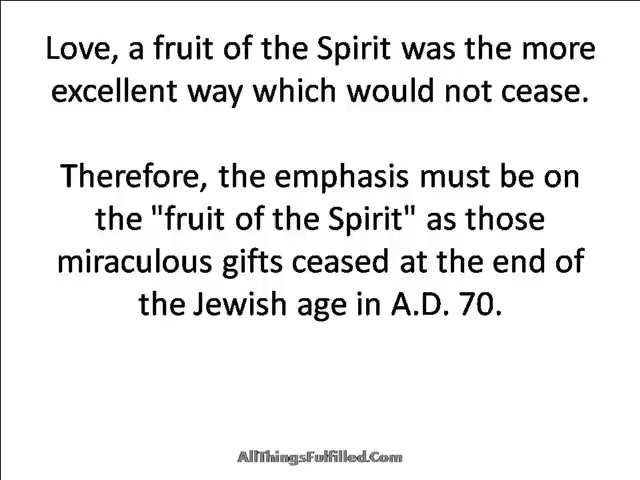 Love, a fruit of the Spirit was the more
excellent way which would not cease.
Therefore, the emphasis must be on
the "fruit of the Spirit" as those
miraculous gifts ceased at the end of
the Jewish age in A.D. 70.
AllThingsFulfilled.Com